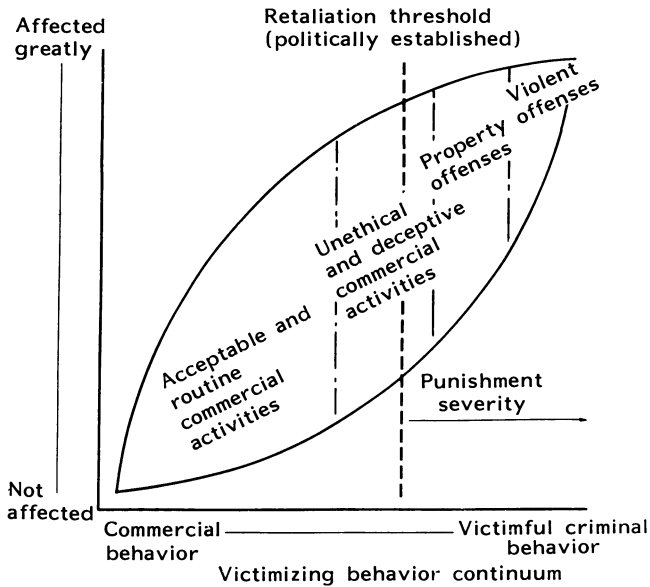 Affected
greatly
Retaliation threshold
(politically established)
Violent
offenses
Property
offenses
Unethical
and deceptive
commercial
activities
Acceptable and
routine
commercial
activities
Punishment
severity
Not
affected
Commercial
behavior
Victimful criminal
behavior
Victimizing behavior continuum